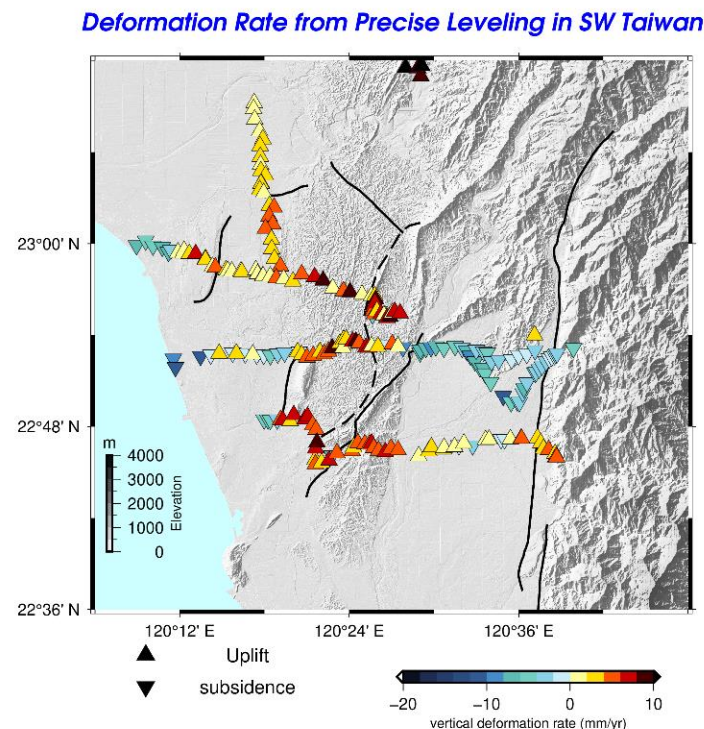 Deformation Rate from Precise Leveling in SW Taiwan
23°00' N
22°48' N
m
4000
3000
2000
1000
0
Elevation
22°36' N
120°12' E
120°24' E
120°36' E
Uplift
subsidence
−20
−10
0
10
vertical deformation rate (mm/yr)